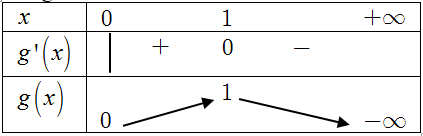 x 0 1 +∞
g'(x) + 0 −
g(x) 0 1 −∞